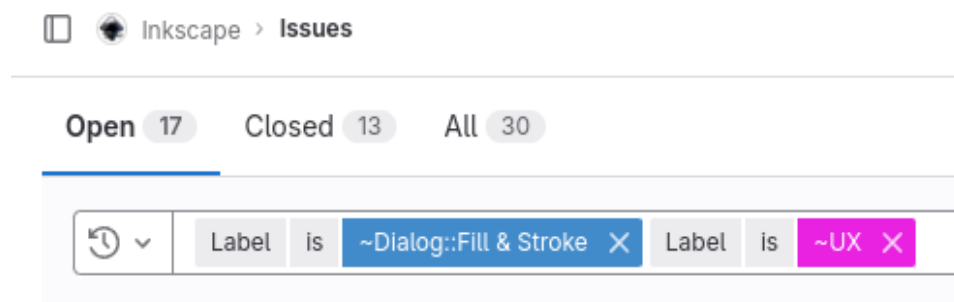 Inkscape > Issues
Open 17 Closed 13 All 30
Label is ~Dialog::Fill & Stroke × Label is ~UX ×